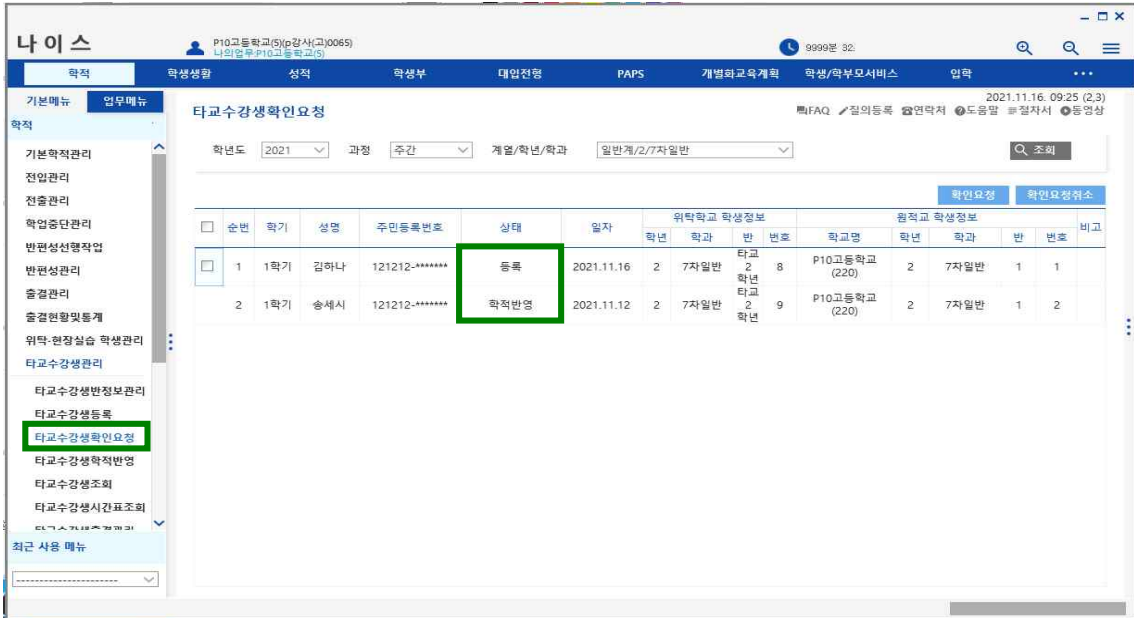 나이스
P10고등학교(S)(p강사(고)0065)
나의업무:P10고등학교(S)
9999분 32.
학적 학생생활 성적 학생부 대입전형 PAPS 개별화교육계획 학생/학부모서비스 입학 •••
기본메뉴 업무메뉴
2021.11.16. 09:25 (2,3)
타교수강생확인요청
FAQ 질의등록 연락처 도움말 절차서 동영상
학적
학년도 2021 과정 주간 계열/학년/학과 일반계/2/7차일반 조회
기본학적관리
전입관리
전출관리
학업중단관리
반편성선행작업
반편성관리
출결관리
출결현황및통계
위탁·현장실습 학생관리
타교수강생관리
타교수강생반정보관리
타교수강생등록
타교수강생확인요청
타교수강생학적반영
타교수강생조회
타교수강생시간표조회
최근 사용 메뉴
----------------------
확인요청 확인요청취소
순번 학기 성명 주민등록번호 상태 일자 위탁학교 학생정보 원적교 학생정보 비고
학년 학과 반 번호 학교명 학년 학과 반 번호
1 1학기 김하나 121212-******* 등록 2021.11.16 2 7차일반 타교 2 학년 8 P10고등학교 (220) 2 7차일반 1 1
2 1학기 송세시 121212-******* 학적반영 2021.11.12 2 7차일반 타교 2 학년 9 P10고등학교 (220) 2 7차일반 1 2